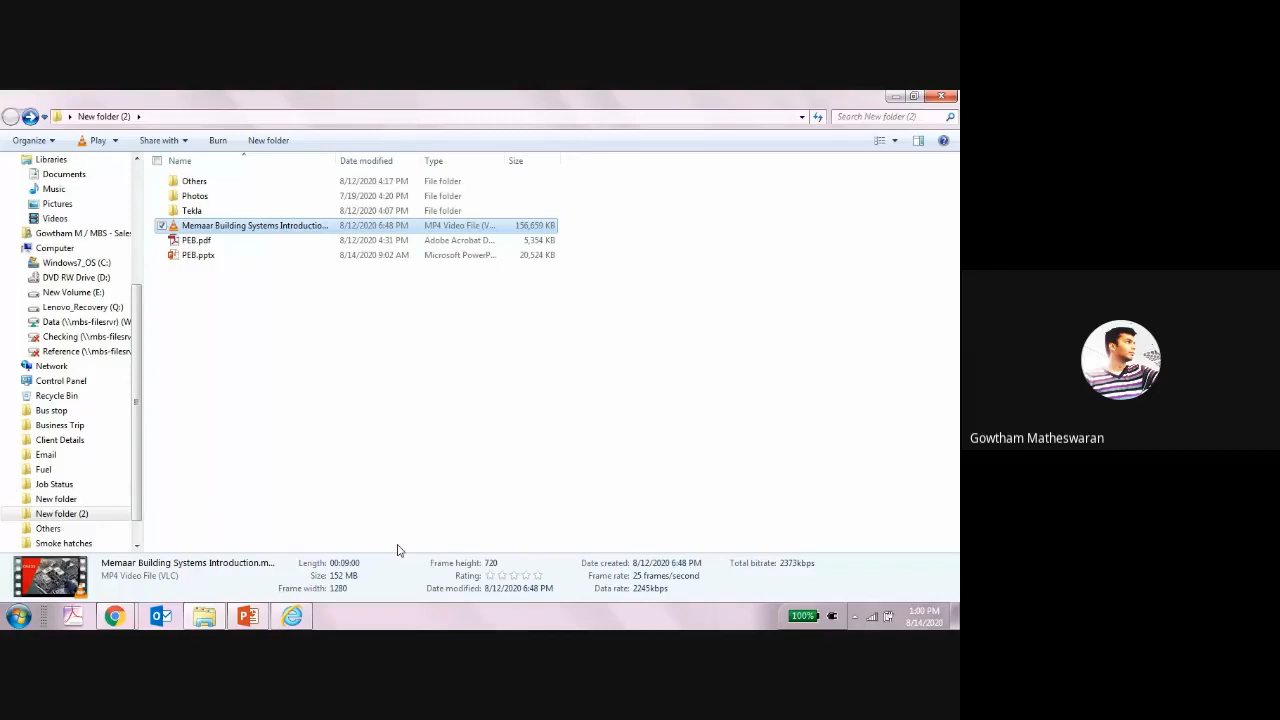 New folder (2)
Search New folder (2)
Organize Play Share with Burn New folder
Name Date modified Type Size
Libraries
Documents
Music
Pictures
Videos
Gowtham M / MBS - Sales
Computer
Windows7_OS (C:)
DVD RW Drive (D:)
New Volume (E:)
Lenovo_Recovery (Q:)
Data (\\mbs-filesrvr) (W
Checking (\\mbs-filesrv
Reference (\\mbs-filesrv
Network
Control Panel
Recycle Bin
Bus stop
Business Trip
Client Details
Email
Fuel
Job Status
New folder
New folder (2)
Others
Smoke hatches
Others 8/12/2020 4:17 PM File folder
Photos 7/19/2020 4:20 PM File folder
Tekla 8/12/2020 4:07 PM File folder
Memaar Building Systems Introductio... 8/12/2020 6:48 PM MP4 Video File (V... 156,659 KB
PEB.pdf 8/12/2020 4:31 PM Adobe Acrobat D... 5,354 KB
PEB.pptx 8/14/2020 9:02 AM Microsoft PowerP... 20,524 KB
Memaar Building Systems Introduction.m...
MP4 Video File (VLC)
Length: 00:09:00
Size: 152 MB
Frame width: 1280
Frame height: 720
Rating:
Date modified: 8/12/2020 6:48 PM
Date created: 8/12/2020 6:48 PM
Frame rate: 25 frames/second
Data rate: 2245kbps
Total bitrate: 2373kbps
100%
1:00 PM
8/14/2020
Gowtham Matheswaran